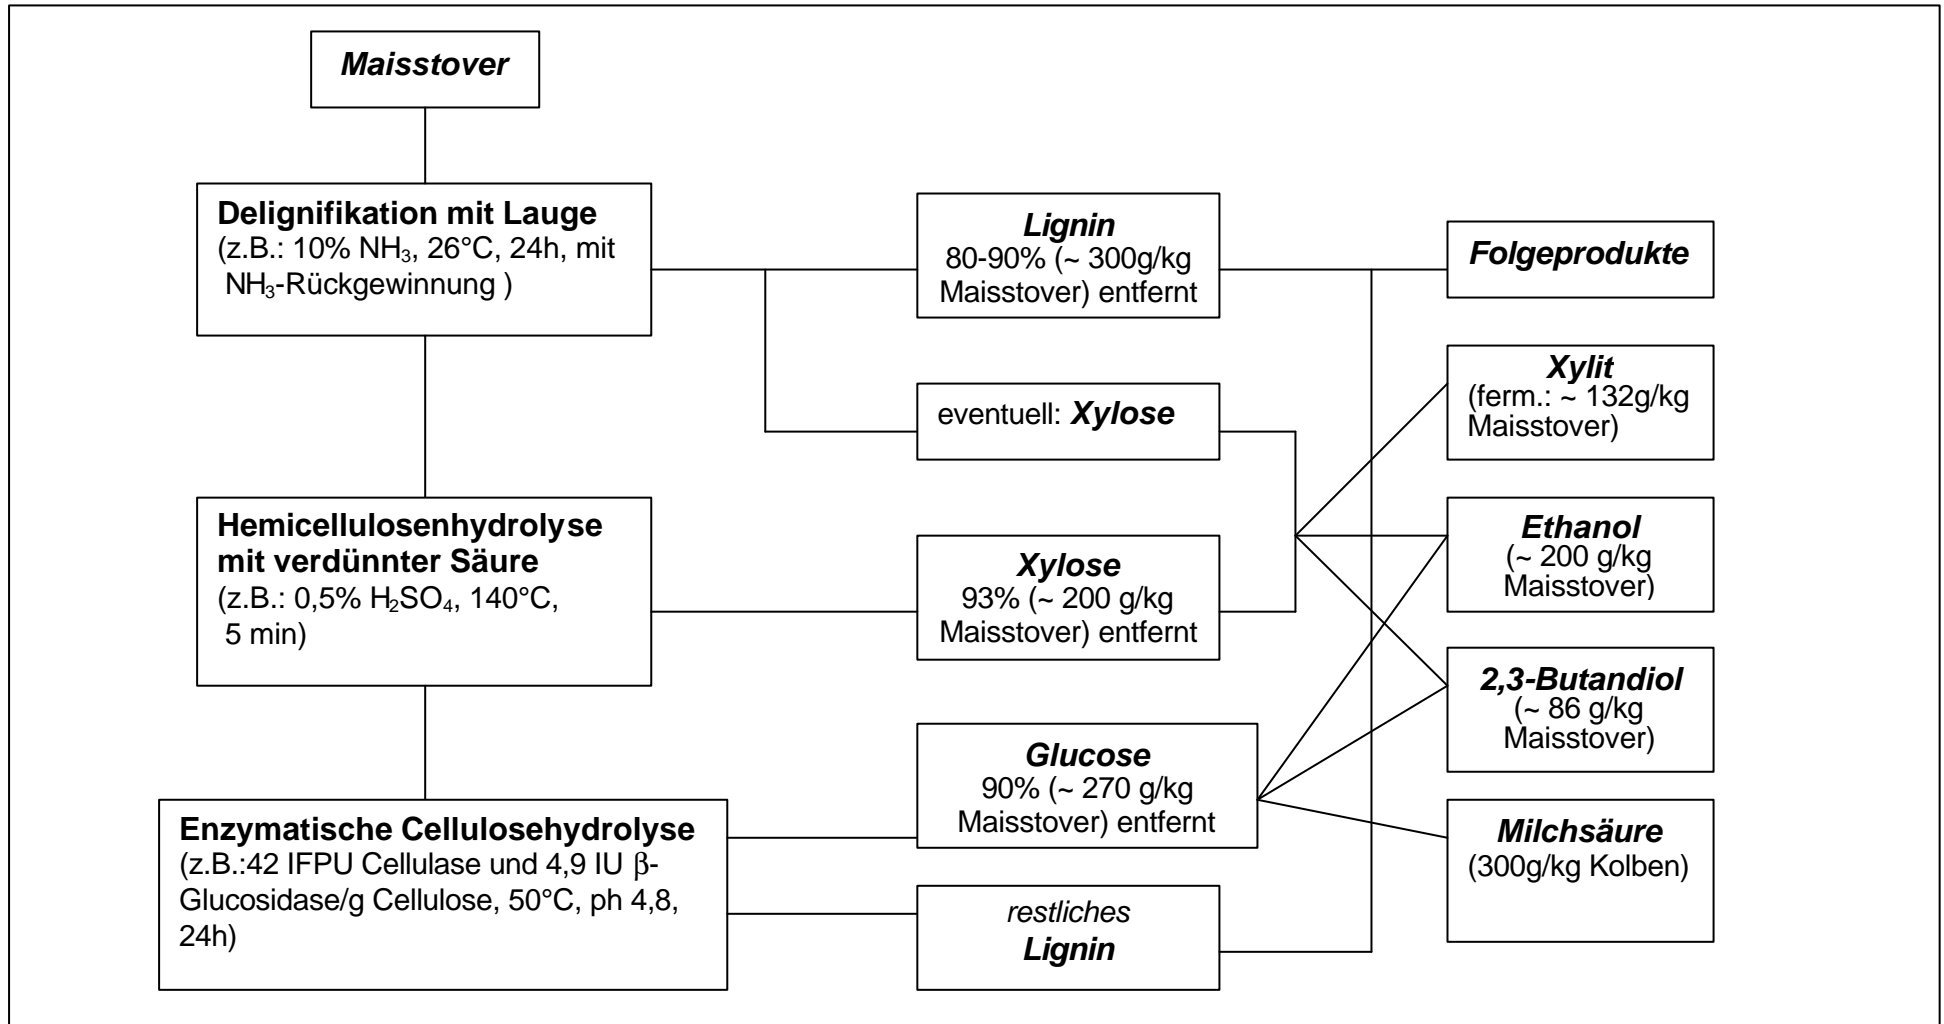 Maisstover
Delignifikation mit Lauge
(z.B.: 10% NH₃, 26°C, 24h, mit
NH₃-Rückgewinnung )
Lignin
80-90% (~ 300g/kg
Maisstover) entfernt
Folgeprodukte
eventuell: Xylose
Xylit
(ferm.: ~ 132g/kg
Maisstover)
Hemicellulosenhydrolyse
mit verdünnter Säure
(z.B.: 0,5% H₂SO₄, 140°C,
5 min)
Xylose
93% (~ 200 g/kg
Maisstover) entfernt
Ethanol
(~ 200 g/kg
Maisstover)
2,3-Butandiol
(~ 86 g/kg
Maisstover)
Enzymatische Cellulosehydrolyse
(z.B.:42 IFPU Cellulase und 4,9 IU β-
Glucosidase/g Cellulose, 50°C, ph 4,8,
24h)
Glucose
90% (~ 270 g/kg
Maisstover) entfernt
Milchsäure
(300g/kg Kolben)
restliches
Lignin